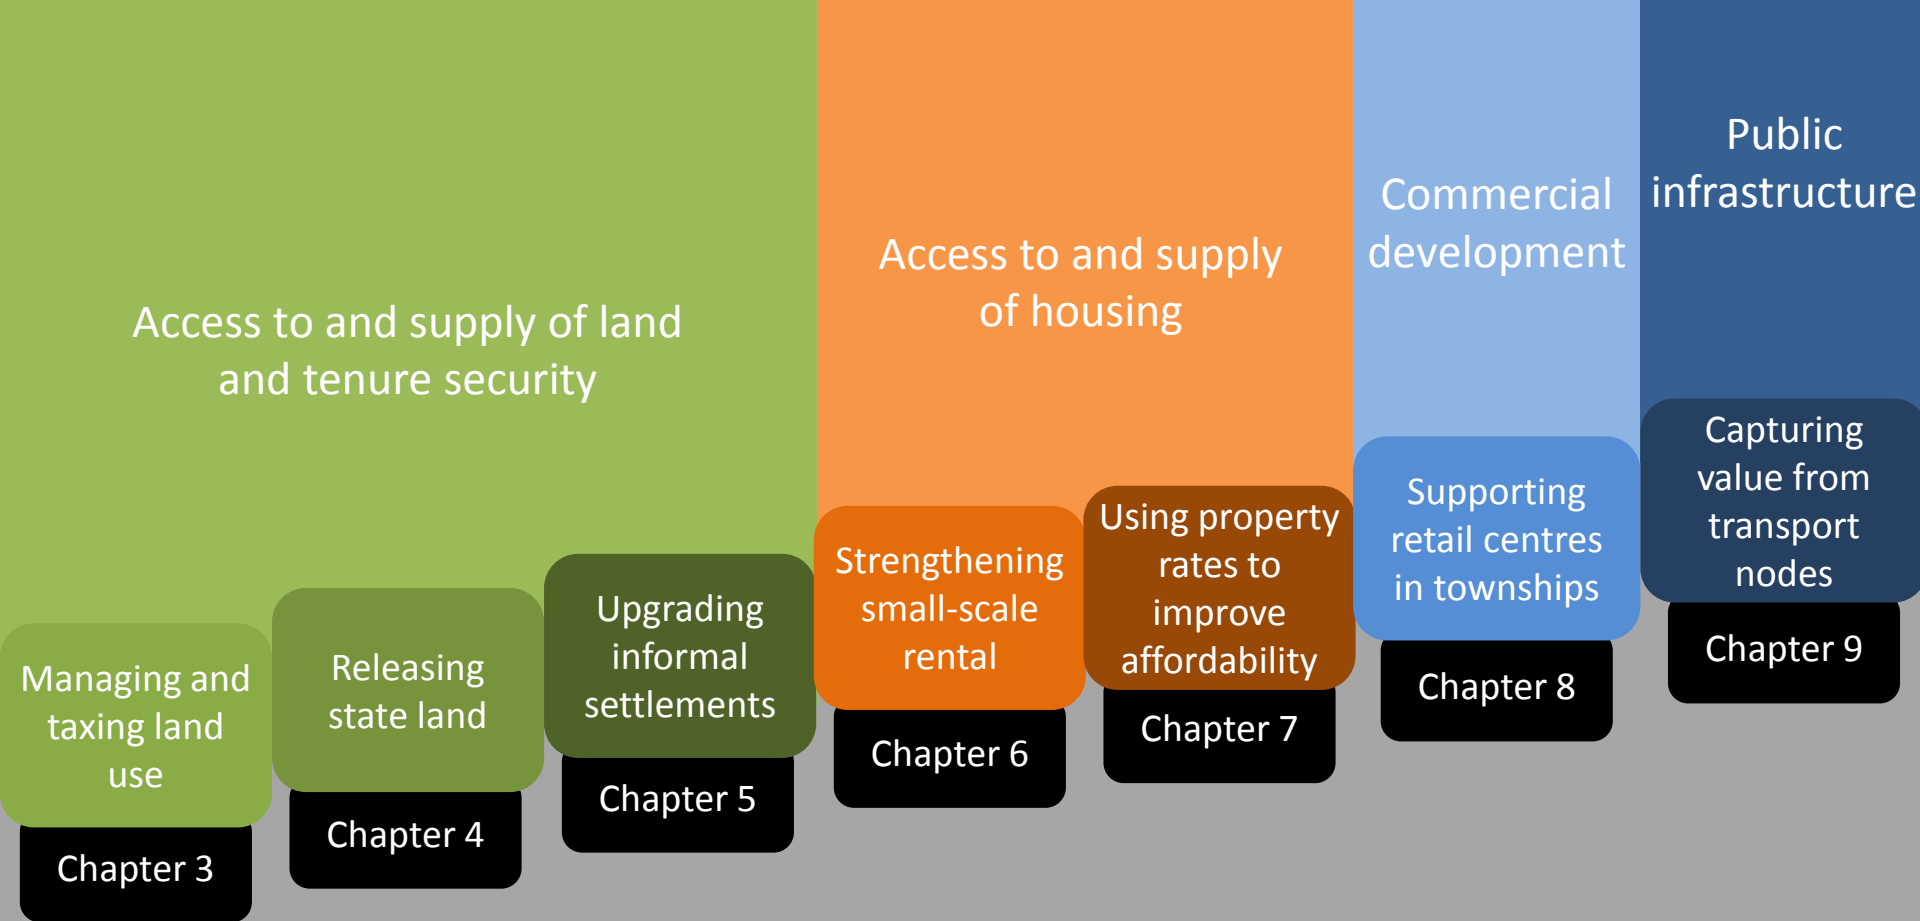 Access to and supply of land
and tenure security
Access to and supply
of housing
Commercial
development
Public
infrastructure
Managing and
taxing land
use
Chapter 3
Releasing
state land
Chapter 4
Upgrading
informal
settlements
Chapter 5
Strengthening
small-scale
rental
Chapter 6
Using property
rates to
improve
affordability
Chapter 7
Supporting
retail centres
in townships
Chapter 8
Capturing
value from
transport
nodes
Chapter 9